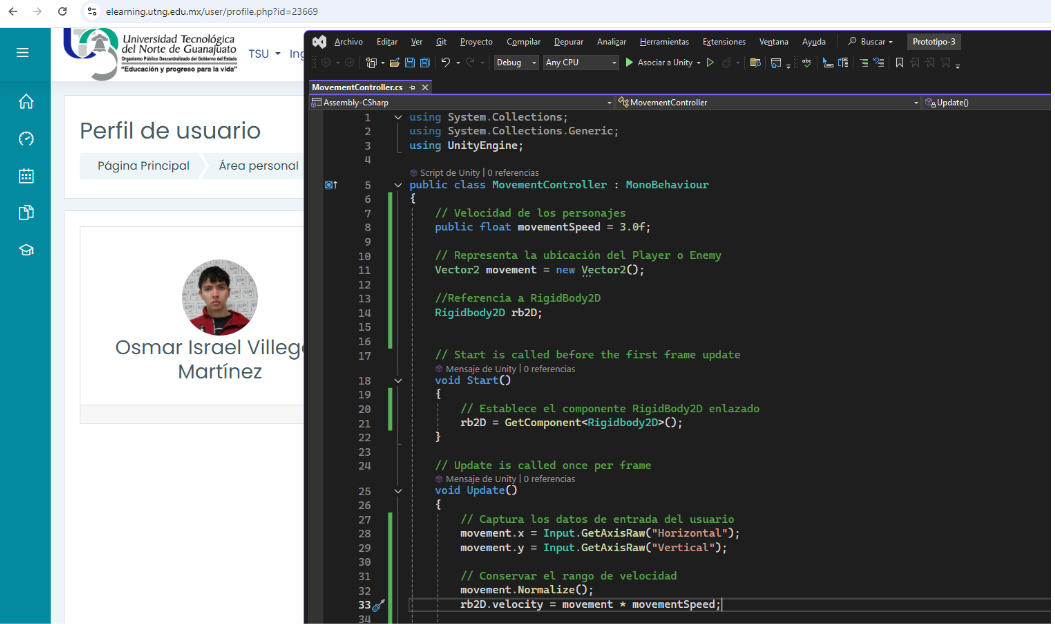 elearning.utng.edu.mx/user/profile.php?id=23669
Universidad Tecnológica
del Norte de Guanajuato
Organismo Público Descentralizado del Gobierno del Estado
"Educación y progreso para la vida"
TSU
Ing
Perfil de usuario
Página Principal
Área personal
Osmar Israel Villeg
Martínez
Archivo Editar Ver Git Proyecto Compilar Depurar Analizar Herramientas Extensiones Ventana Ayuda Buscar Prototipo-3
Debug Any CPU Asociar a Unity
MovementController.cs
Assembly-CSharp MovementController Update()
1 using System.Collections;
2 using System.Collections.Generic;
3 using UnityEngine;
4
Script de Unity | 0 referencias
5 public class MovementController : MonoBehaviour
6 {
7 // Velocidad de los personajes
8 public float movementSpeed = 3.0f;
9
10 // Representa la ubicación del Player o Enemy
11 Vector2 movement = new Vector2();
12
13 //Referencia a RigidBody2D
14 Rigidbody2D rb2D;
15
16
17 // Start is called before the first frame update
Mensaje de Unity | 0 referencias
18 void Start()
19 {
20 // Establece el componente RigidBody2D enlazado
21 rb2D = GetComponent<Rigidbody2D>();
22 }
23
24 // Update is called once per frame
Mensaje de Unity | 0 referencias
25 void Update()
26 {
27 // Captura los datos de entrada del usuario
28 movement.x = Input.GetAxisRaw("Horizontal");
29 movement.y = Input.GetAxisRaw("Vertical");
30
31 // Conservar el rango de velocidad
32 movement.Normalize();
33 rb2D.velocity = movement * movementSpeed;
34